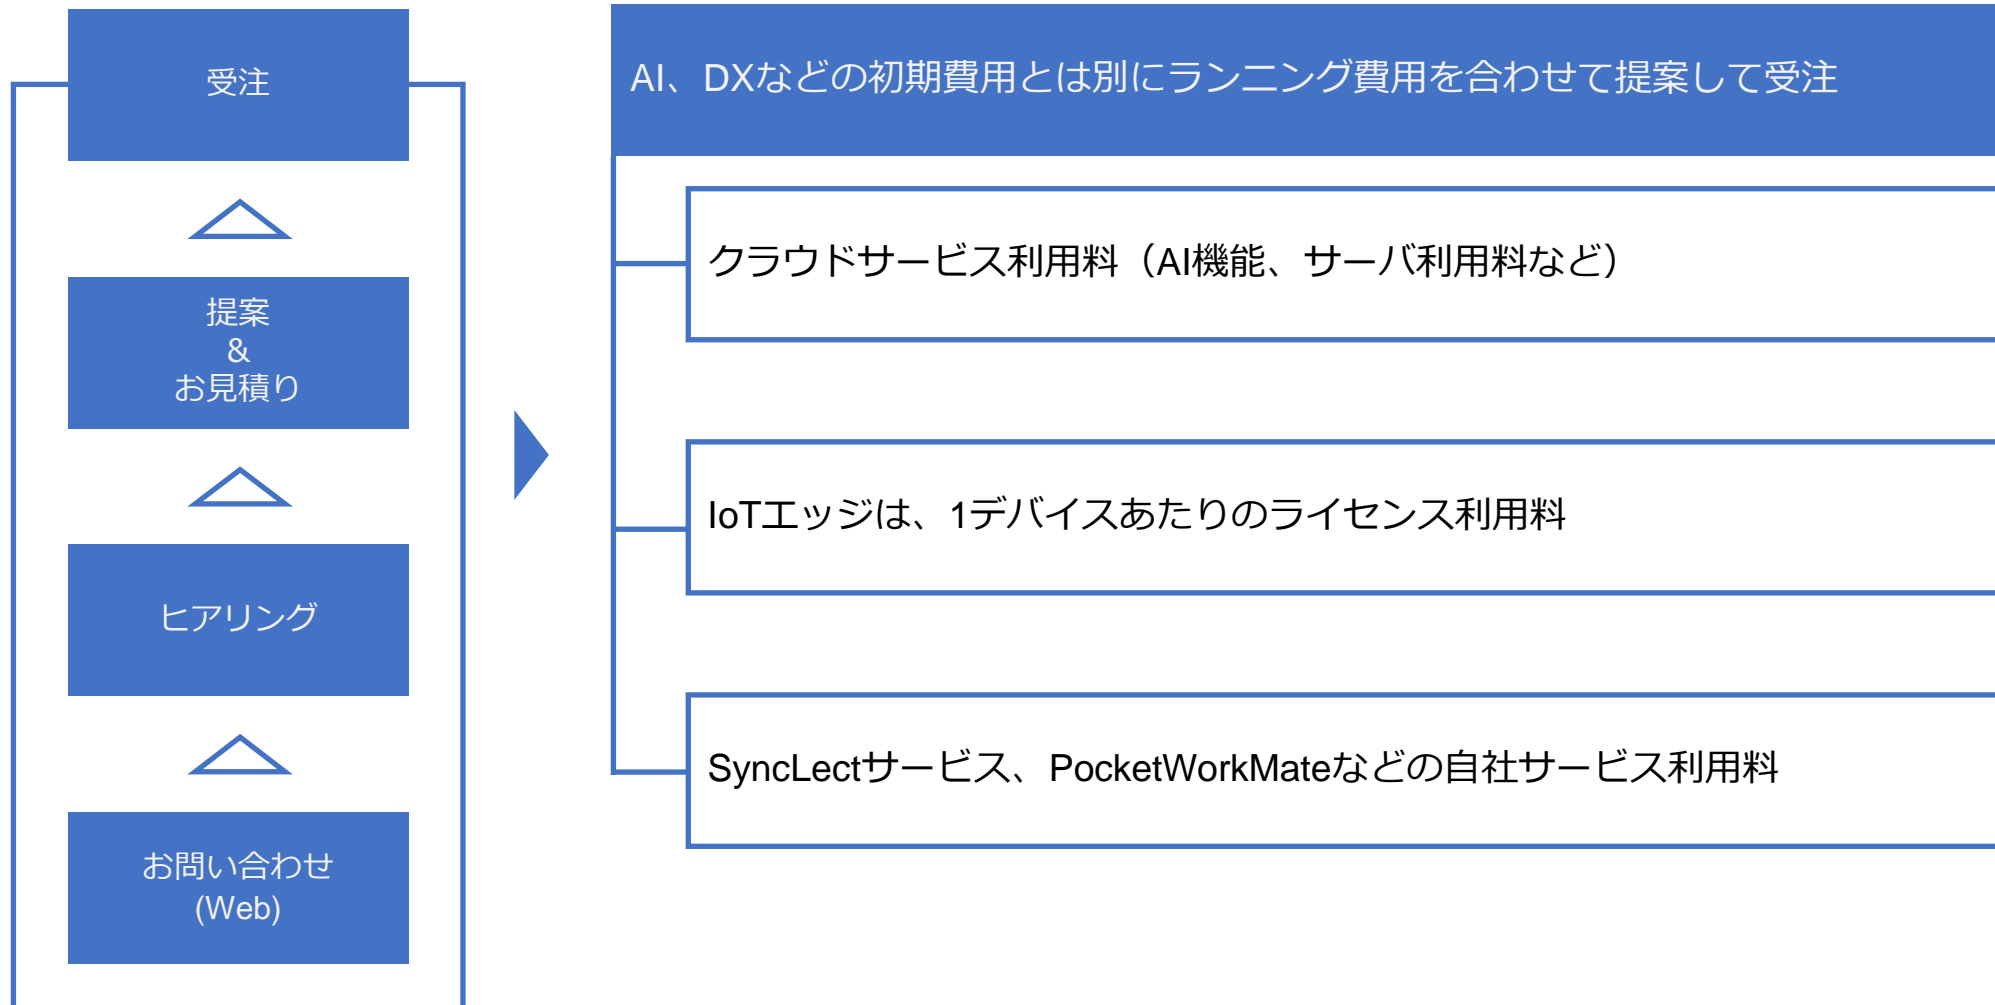 受注
提案
&
お見積り
ヒアリング
お問い合わせ
(Web)
AI、DXなどの初期費用とは別にランニング費用を合わせて提案して受注
クラウドサービス利用料（AI機能、サーバ利用料など）
IoTエッジは、1デバイスあたりのライセンス利用料
SyncLectサービス、PocketWorkMateなどの自社サービス利用料